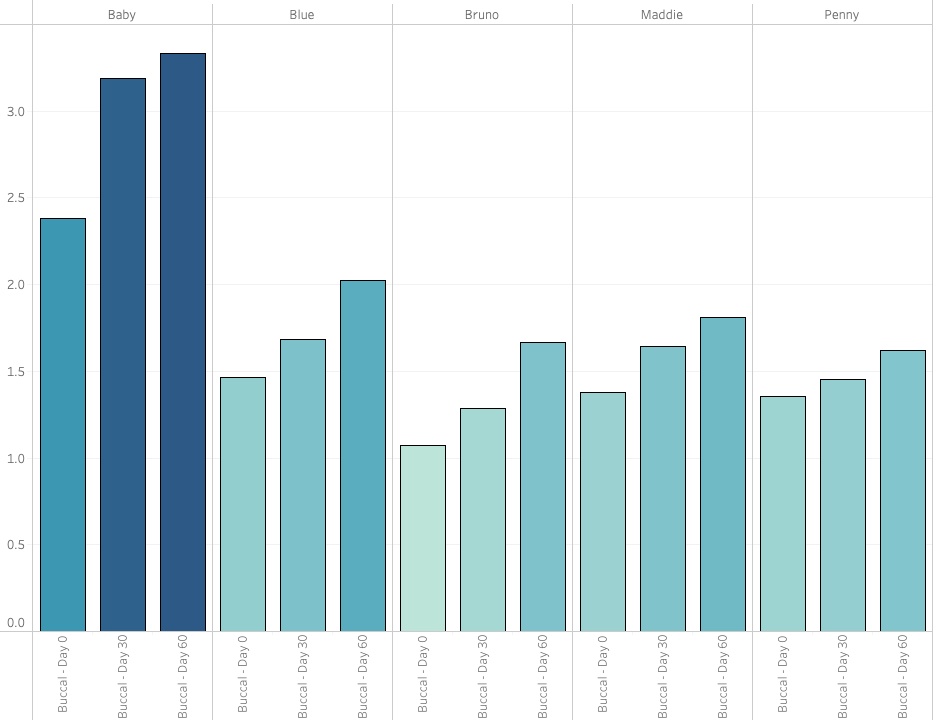 Baby Blue Bruno Maddie Penny
3.0
2.5
2.0
1.5
1.0
0.5
0.0
Buccal - Day 0
Buccal - Day 30
Buccal - Day 60
Buccal - Day 0
Buccal - Day 30
Buccal - Day 60
Buccal - Day 0
Buccal - Day 30
Buccal - Day 60
Buccal - Day 0
Buccal - Day 30
Buccal - Day 60
Buccal - Day 0
Buccal - Day 30
Buccal - Day 60